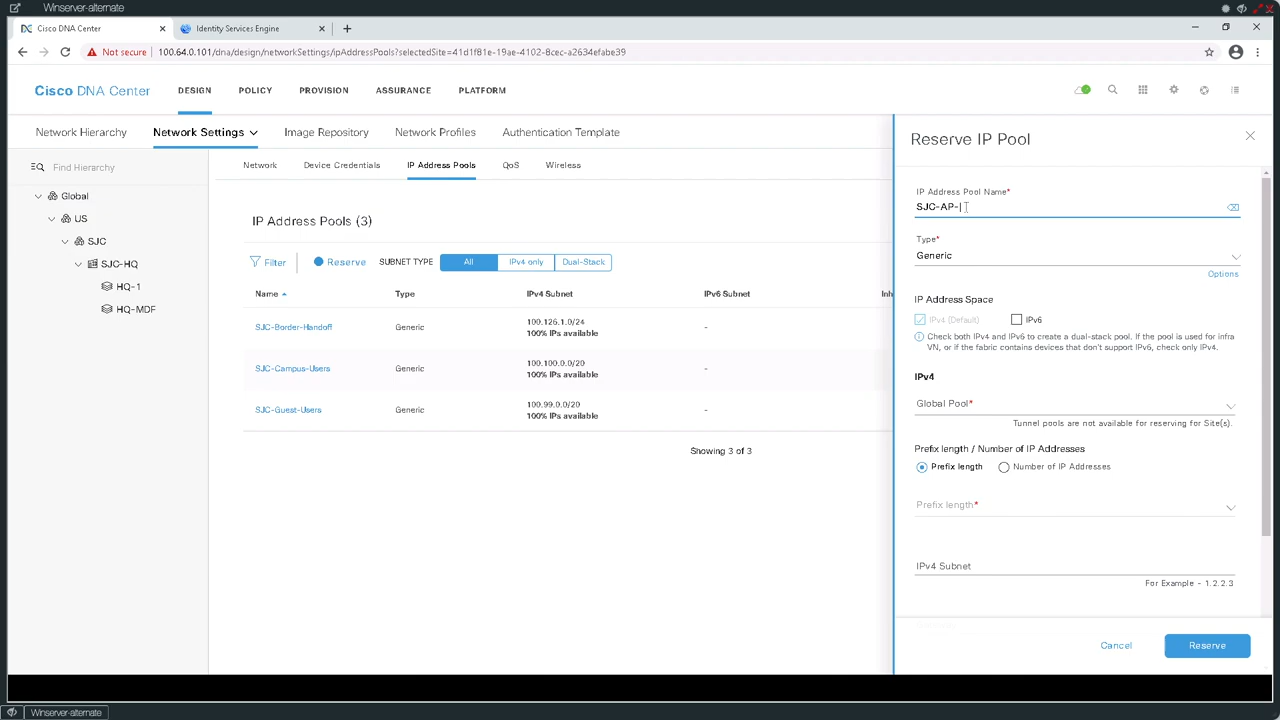 Winserver-alternate
Cisco DNA Center
Identity Services Engine
Not secure
100.64.0.101/dna/design/networkSettings/ipAddressPools?selectedSite=41d1f81e-19ae-4102-8cec-a2634efabe39
Cisco DNA Center DESIGN POLICY PROVISION ASSURANCE PLATFORM
Network Hierarchy Network Settings Image Repository Network Profiles Authentication Template
Find Hierarchy
Global
US
SJC
SJC-HQ
HQ-1
HQ-MDF
Network Device Credentials IP Address Pools QoS Wireless
IP Address Pools (3)
Filter Reserve SUBNET TYPE All IPv4 only Dual-Stack
Name Type IPv4 Subnet IPv6 Subnet Inh
SJC-Border-Handoff Generic 100.126.1.0/24 -
100% IPs available
SJC-Campus-Users Generic 100.100.0.0/20 -
100% IPs available
SJC-Guest-Users Generic 100.99.0.0/20 -
100% IPs available
Showing 3 of 3
Reserve IP Pool
IP Address Pool Name*
SJC-AP-
Type*
Generic
Options
IP Address Space
IPv4 (Default) IPv6
Check both IPv4 and IPv6 to create a dual-stack pool. If the pool is used for infra
VN, or if the fabric contains devices that don't support IPv6, check only IPv4.
IPv4
Global Pool*
Tunnel pools are not available for reserving for Site(s).
Prefix length / Number of IP Addresses
Prefix length Number of IP Addresses
Prefix length*
IPv4 Subnet
For Example - 1.2.2.3
Cancel Reserve
Winserver-alternate